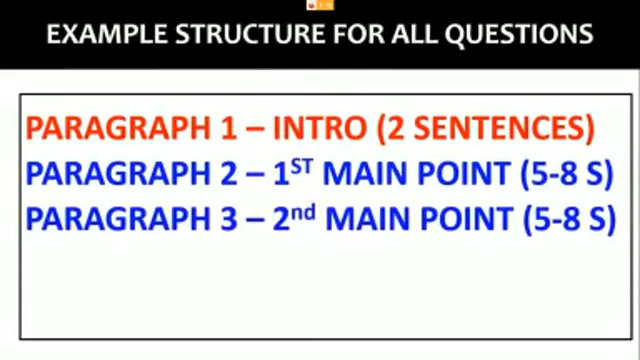 EXAMPLE STRUCTURE FOR ALL QUESTIONS
PARAGRAPH 1 – INTRO (2 SENTENCES)
PARAGRAPH 2 – 1ST MAIN POINT (5-8 S)
PARAGRAPH 3 – 2nd MAIN POINT (5-8 S)